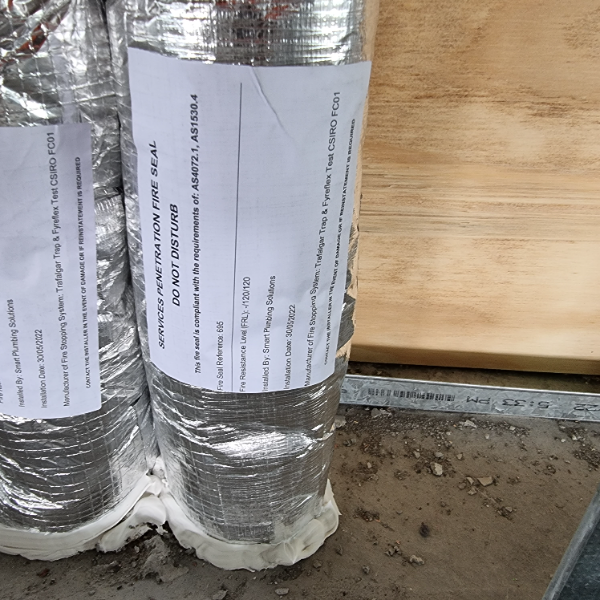 Installed By: Smart Plumbing Solutions
Installation Date: 30/05/2022
Manufacturer of Fire Stopping System: Trafalgar Trap & Fyreflex Test CSIRO FC01
CONTACT THE INSTALLER IN THE EVENT OF DAMAGE OR IF REINSTATEMENT IS REQUIRED
SERVICES PENETRATION FIRE SEAL
DO NOT DISTURB
This fire seal is compliant with the requirements of: AS4072.1, AS1530.4
Fire Seal Reference: 695
Fire Resistance Level (FRL): -/120/120
Installed By: Smart Plumbing Solutions
Installation Date: 30/05/2022
Manufacturer of Fire Shopping System: Trafalgar Trap & Fyreflex Test CSIRO FC01
CONTACT THE INSTALLER IN THE EVENT OF DAMAGE OR IF REINSTATEMENT IS REQUIRED
22 5:33 PM